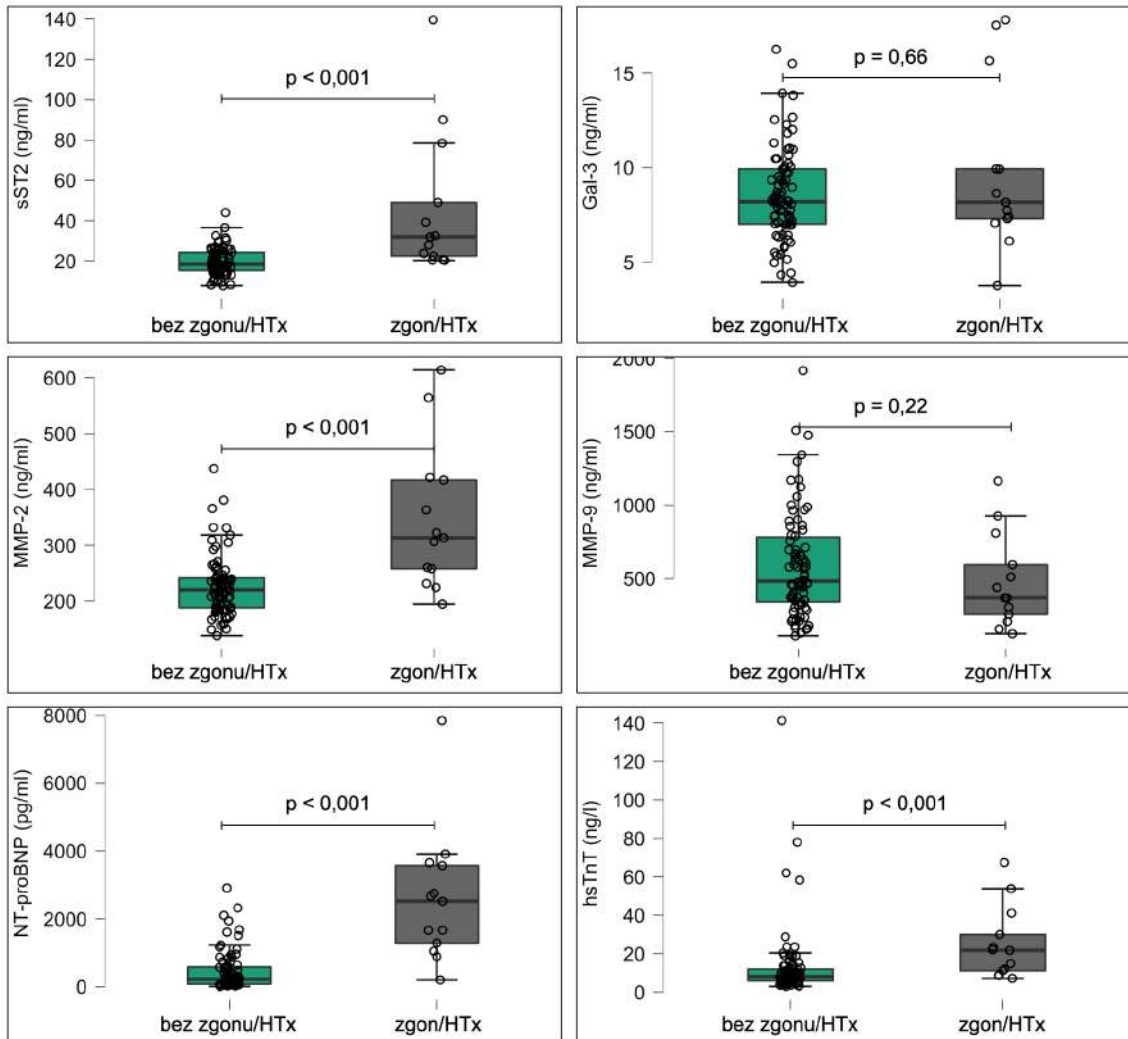 140
120
100
80
60
40
20
sST2 (ng/ml)
p < 0,001
bez zgonu/HTx
zgon/HTx
15
10
5
Gal-3 (ng/ml)
p = 0,66
bez zgonu/HTx
zgon/HTx
600
500
400
300
200
MMP-2 (ng/ml)
p < 0,001
bez zgonu/HTx
zgon/HTx
2000
1500
1000
500
MMP-9 (ng/ml)
p = 0,22
bez zgonu/HTx
zgon/HTx
8000
6000
4000
2000
0
NT-proBNP (pg/ml)
p < 0,001
bez zgonu/HTx
zgon/HTx
140
120
100
80
60
40
20
0
hsTnT (ng/l)
p < 0,001
bez zgonu/HTx
zgon/HTx